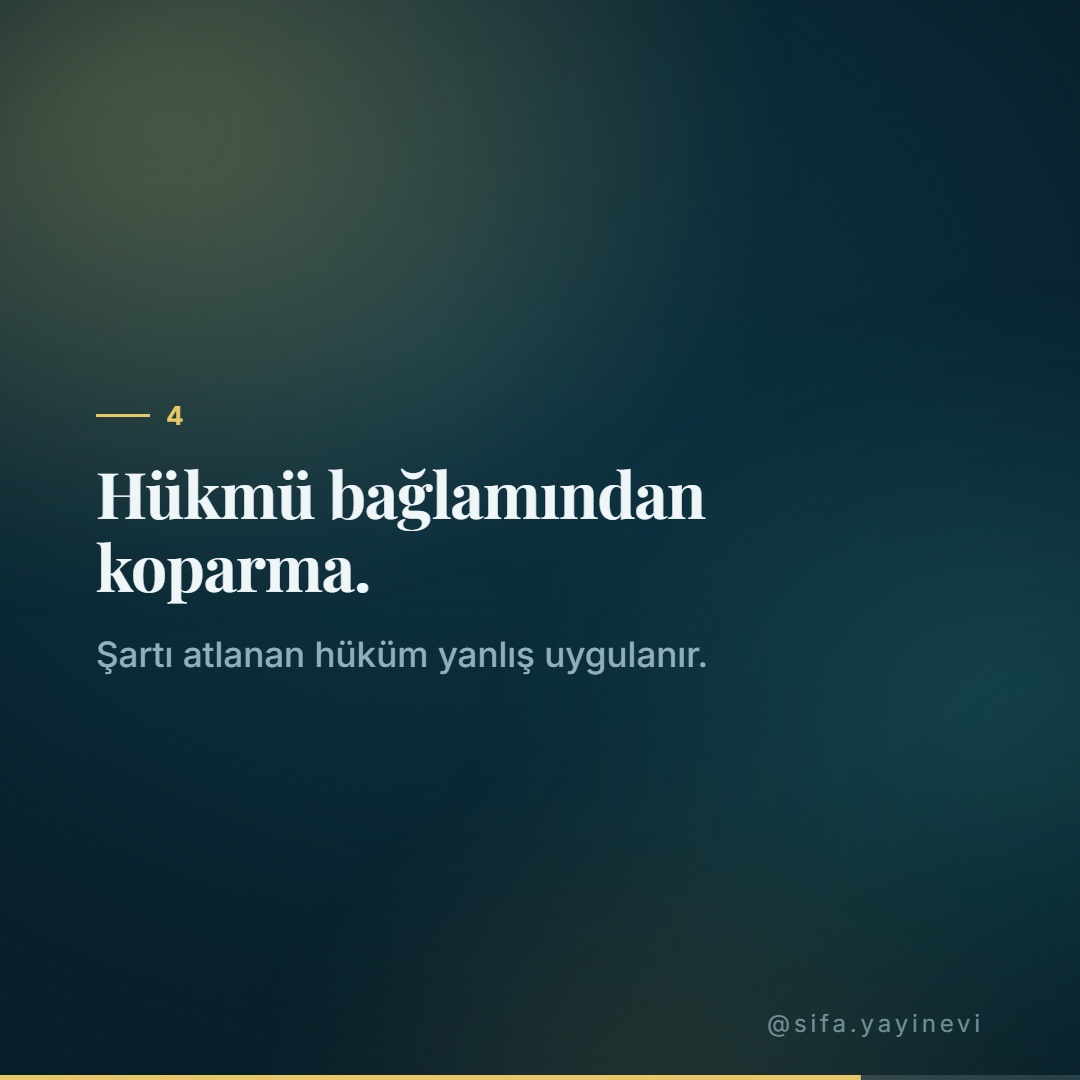 4
Hükmü bağlamından
koparma.
Şartı atlanan hüküm yanlış uygulanır.
@sifa.yayinevi